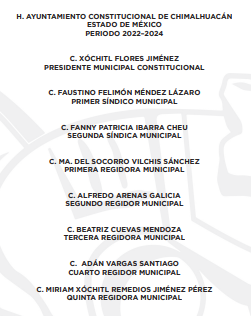 H. AYUNTAMIENTO CONSTITUCIONAL DE CHIMALHUACÁN
ESTADO DE MÉXICO
PERIODO 2022-2024
C. XÓCHITL FLORES JIMÉNEZ
PRESIDENTE MUNICIPAL CONSTITUCIONAL
C. FAUSTINO FELIMÓN MÉNDEZ LÁZARO
PRIMER SÍNDICO MUNICIPAL
C. FANNY PATRICIA IBARRA CHEU
SEGUNDA SÍNDICA MUNICIPAL
C. MA. DEL SOCORRO VILCHIS SÁNCHEZ
PRIMERA REGIDORA MUNICIPAL
C. ALFREDO ARENAS GALICIA
SEGUNDO REGIDOR MUNICIPAL
C. BEATRIZ CUEVAS MENDOZA
TERCERA REGIDORA MUNICIPAL
C. ADÁN VARGAS SANTIAGO
CUARTO REGIDOR MUNICIPAL
C. MIRIAM XÓCHITL REMEDIOS JIMÉNEZ PÉREZ
QUINTA REGIDORA MUNICIPAL